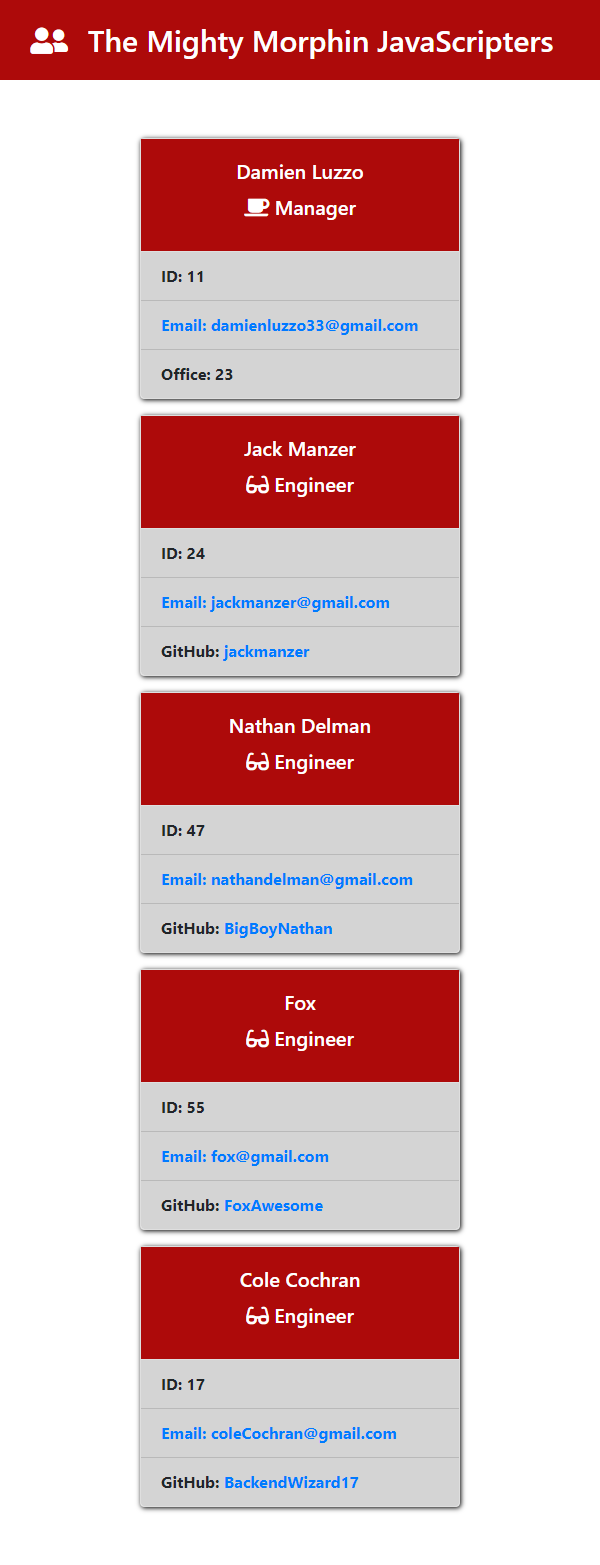 The Mighty Morphin JavaScripters
Damien Luzzo
Manager
ID: 11
Email: damienluzzo33@gmail.com
Office: 23
Jack Manzer
Engineer
ID: 24
Email: jackmanzer@gmail.com
GitHub: jackmanzer
Nathan Delman
Engineer
ID: 47
Email: nathandelman@gmail.com
GitHub: BigBoyNathan
Fox
Engineer
ID: 55
Email: fox@gmail.com
GitHub: FoxAwesome
Cole Cochran
Engineer
ID: 17
Email: coleCochran@gmail.com
GitHub: BackendWizard17